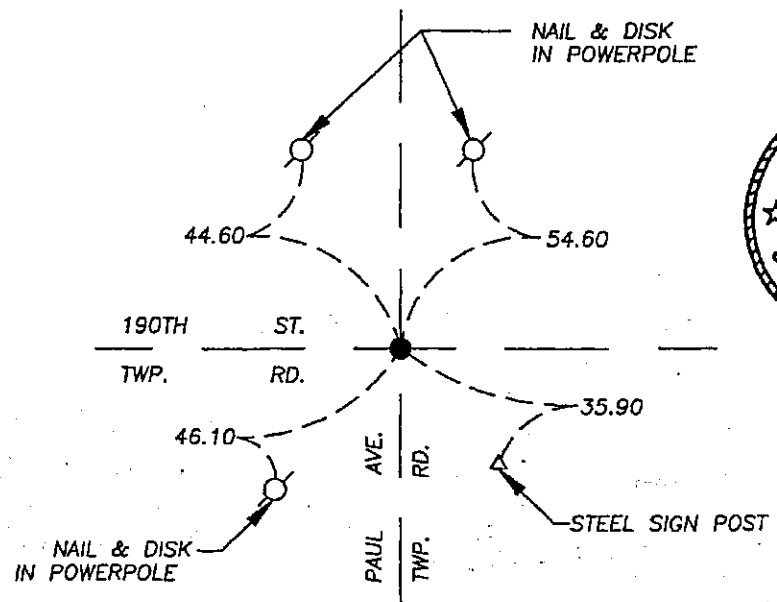 NAIL & DISK
IN POWERPOLE
44.60
54.60
190TH ST.
TWP. RD.
46.10
35.90
PAUL AVE.
TWP. RD.
STEEL SIGN POST
NAIL & DISK
IN POWERPOLE